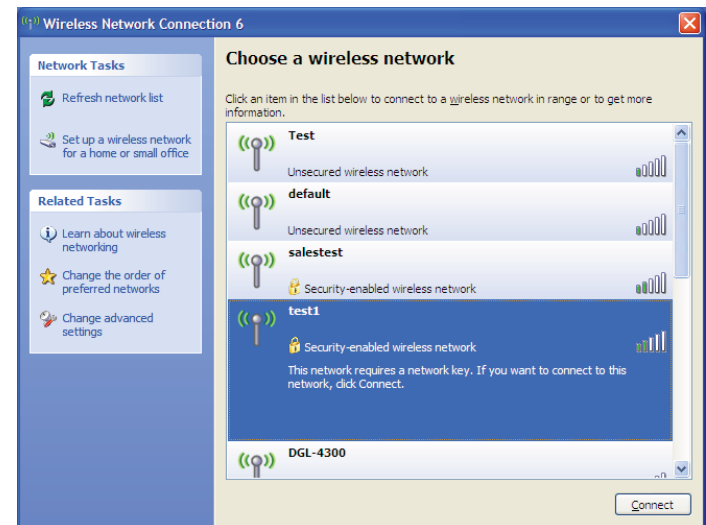 Wireless Network Connection 6
Network Tasks
Refresh network list
Set up a wireless network
for a home or small office
Related Tasks
Learn about wireless
networking
Change the order of
preferred networks
Change advanced
settings
Choose a wireless network
Click an item in the list below to connect to a wireless network in range or to get more
information.
Test
Unsecured wireless network
default
Unsecured wireless network
salestest
Security-enabled wireless network
test1
Security-enabled wireless network
This network requires a network key. If you want to connect to this
network, click Connect.
DGL-4300
Connect